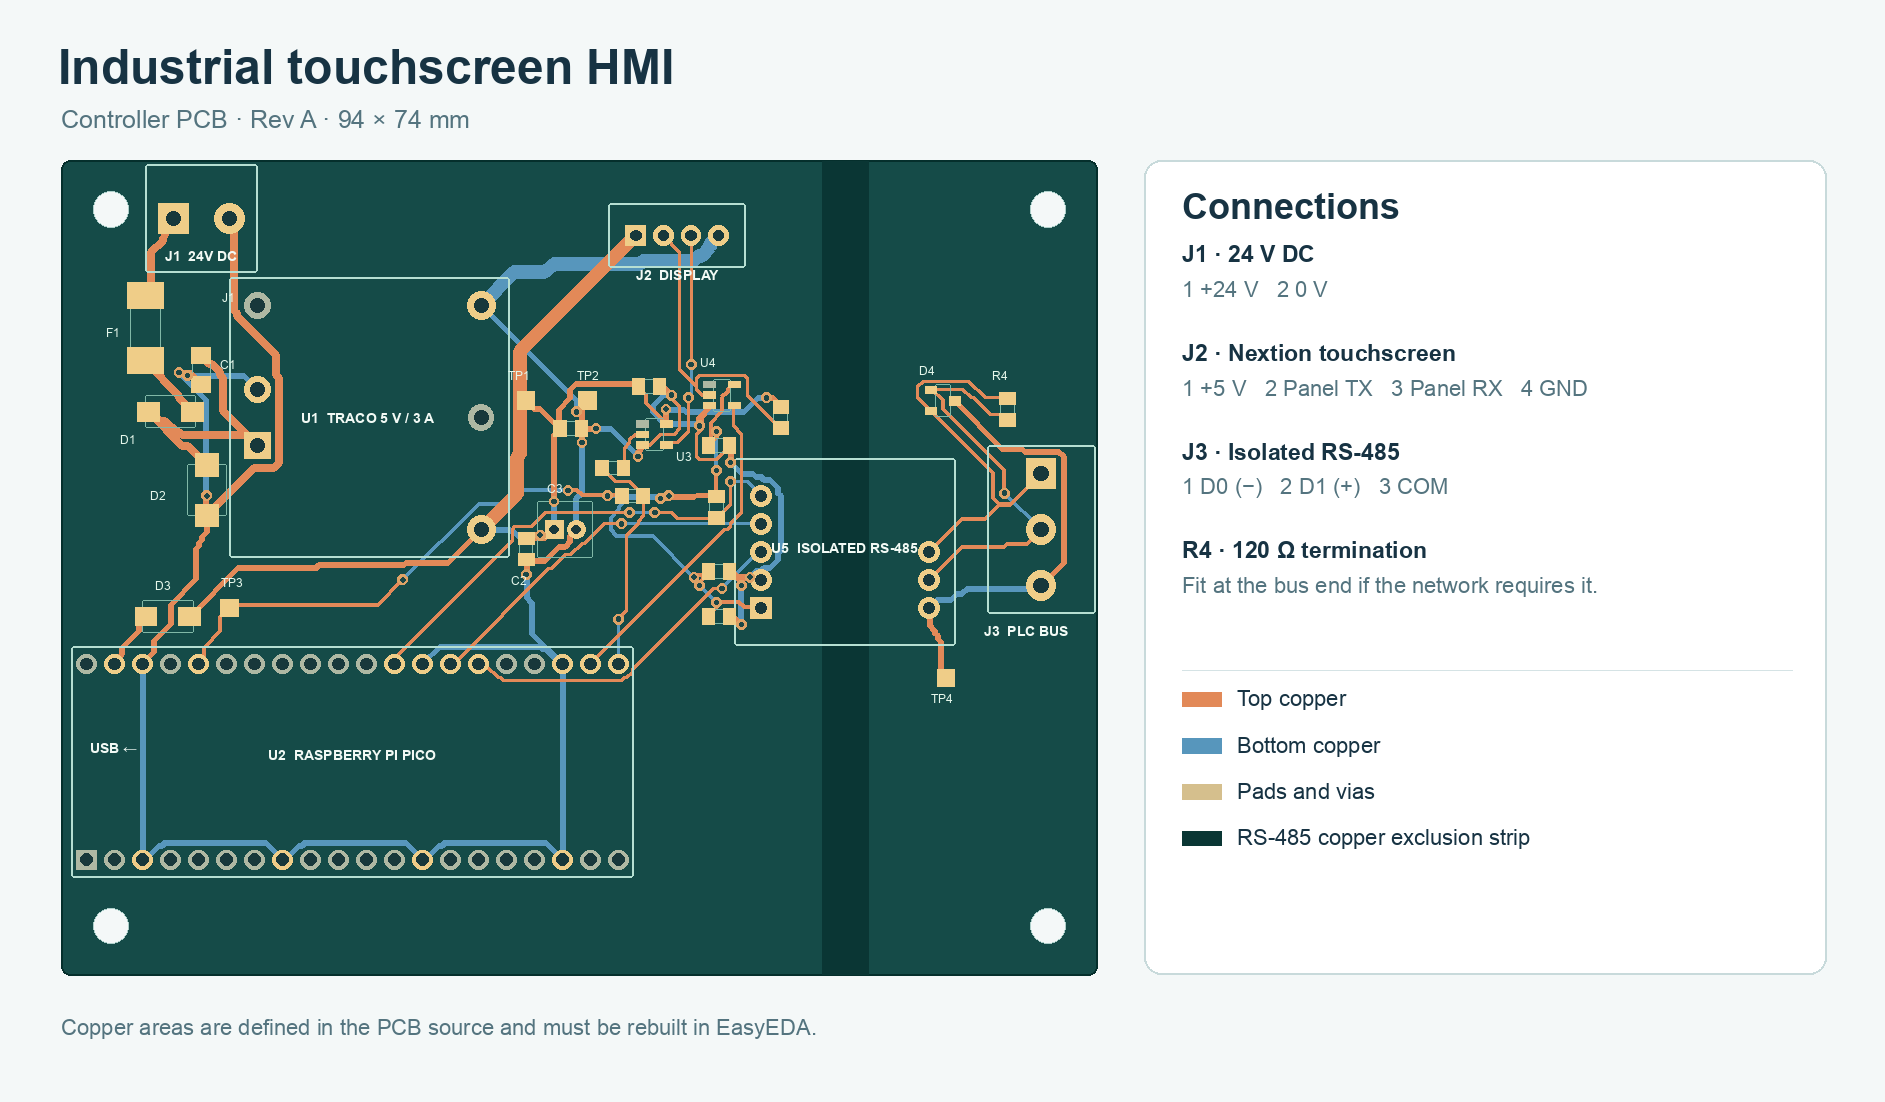 Industrial touchscreen HMI
Controller PCB · Rev A · 94 × 74 mm
J1 24V DC
J2 DISPLAY
J1
F1
C1
U4
D4
R4
TP1
TP2
U1 TRACO 5 V / 3 A
D1
U3
D2
C3
U5 ISOLATED RS-485
C2
D3
TP3
J3 PLC BUS
TP4
USB ←
U2 RASPBERRY PI PICO
Connections
J1 · 24 V DC
1 +24 V 2 0 V
J2 · Nextion touchscreen
1 +5 V 2 Panel TX 3 Panel RX 4 GND
J3 · Isolated RS-485
1 D0 (−) 2 D1 (+) 3 COM
R4 · 120 Ω termination
Fit at the bus end if the network requires it.
Top copper
Bottom copper
Pads and vias
RS-485 copper exclusion strip
Copper areas are defined in the PCB source and must be rebuilt in EasyEDA.